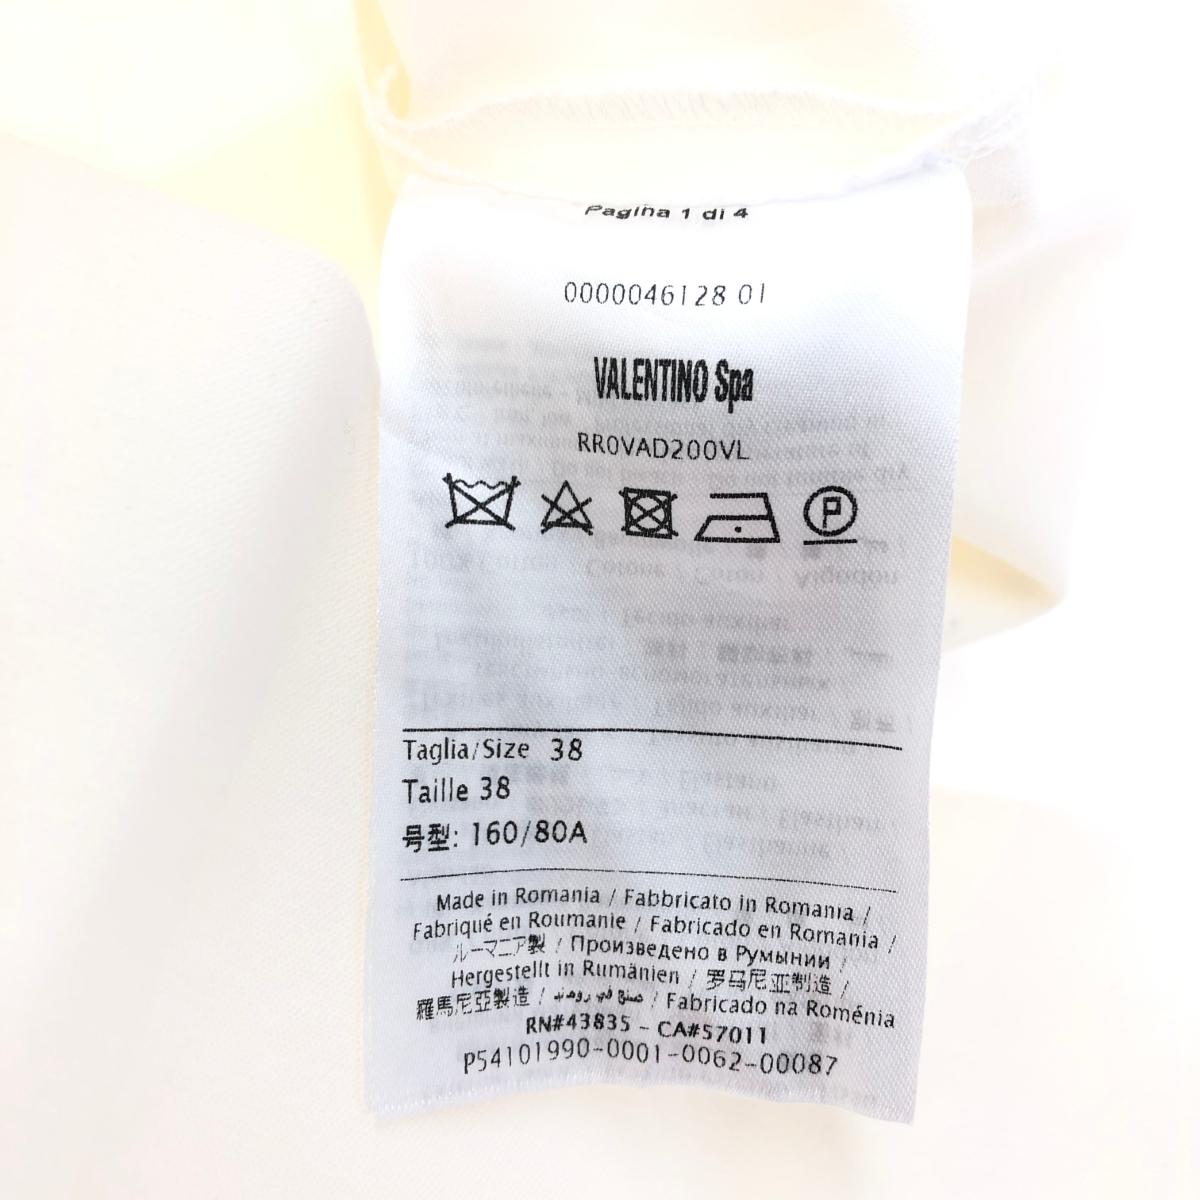 Pagina 1 di 4
0000046128 01
VALENTINO Spa
RR0VAD200VL
P
Taglia/Size 38
Taille 38
号型: 160/80A
Made in Romania / Fabbricato in Romania /
Fabriqué en Roumanie / Fabricado en Romania /
ルーマニア製 / Произведено в Румынии /
Hergestellt in Rumänien / 罗马尼亚制造 /
羅馬尼亞製造 / صنع في رومانيا / Fabricado na Roménia
RN#43835 - CA#57011
P54101990-0001-0062-00087